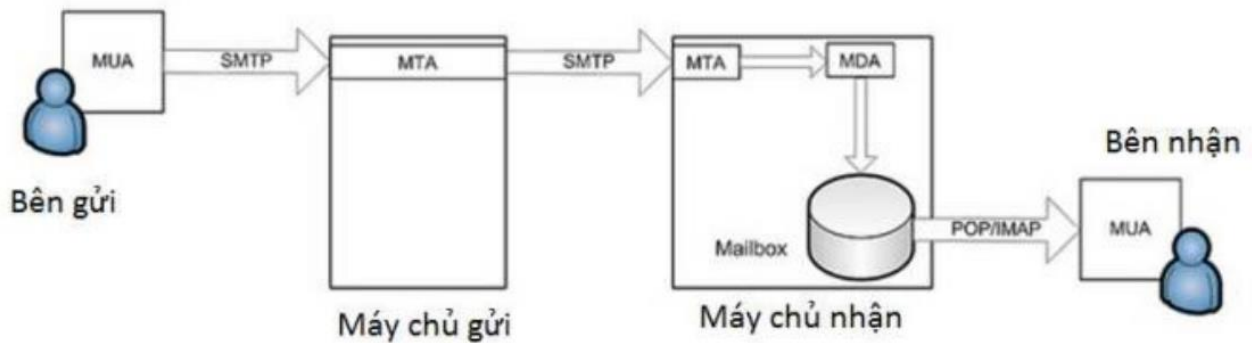 MUA
SMTP
MTA
SMTP
MTA
MDA
Bên gửi
Bên nhận
Mailbox
POP/IMAP
MUA
Máy chủ gửi
Máy chủ nhận